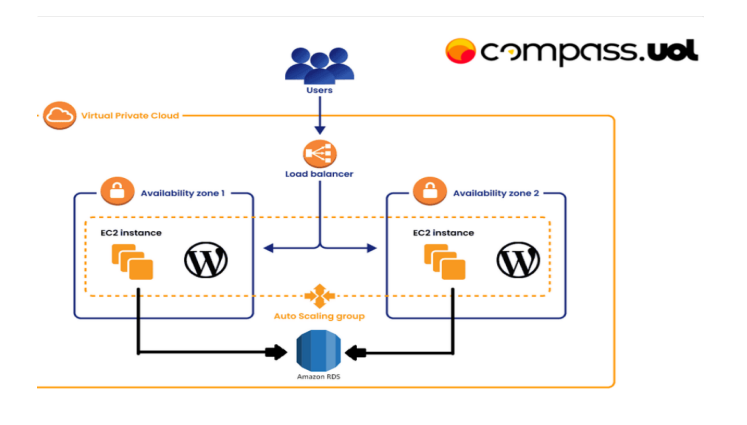 compass.uol
Users
Virtual Private Cloud
Load balancer
Availability zone 1
Availability zone 2
EC2 instance
EC2 instance
Auto Scaling group
Amazon RDS